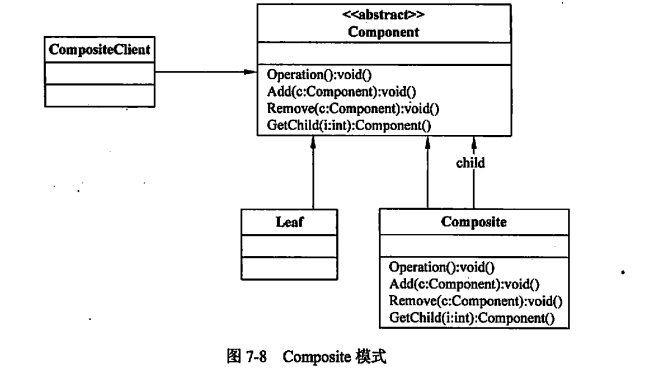 <<abstract>>
Component
CompositeClient
Operation():void()
Add(c:Component):void()
Remove(c:Component):void()
GetChild(i:int):Component()
child
Leaf
Composite
Operation():void()
Add(c:Component):void()
Remove(c:Component):void()
GetChild(i:int):Component()
图 7-8 Composite 模式